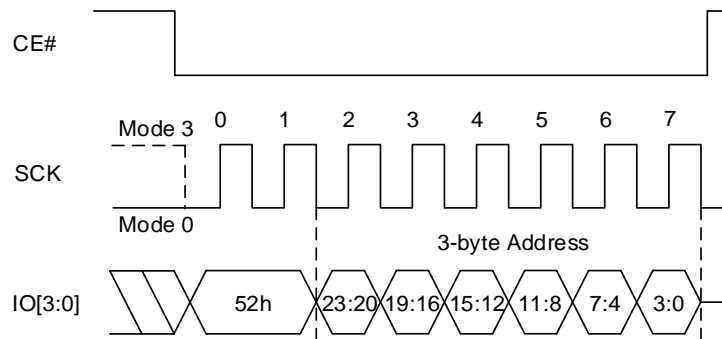 CE#
Mode 3
0 1 2 3 4 5 6 7
SCK
Mode 0
3-byte Address
IO[3:0]
52h 23:20 19:16 15:12 11:8 7:4 3:0